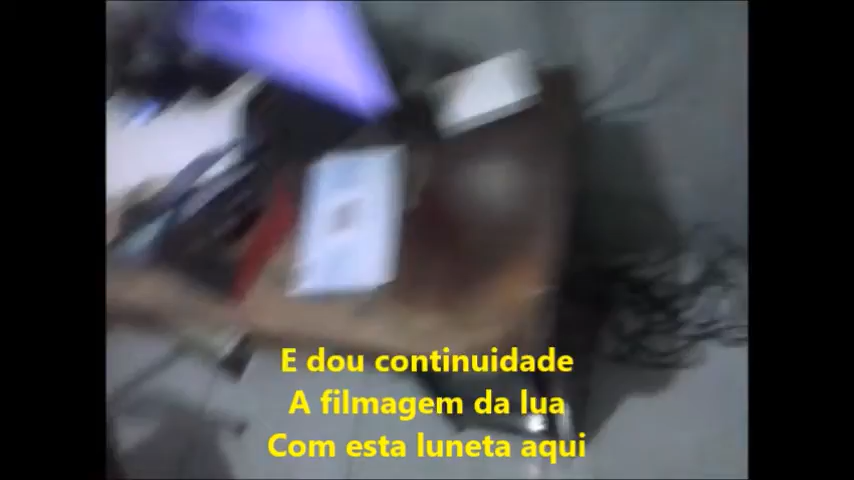 E dou continuidade
A filmagem da lua
Com esta luneta aqui